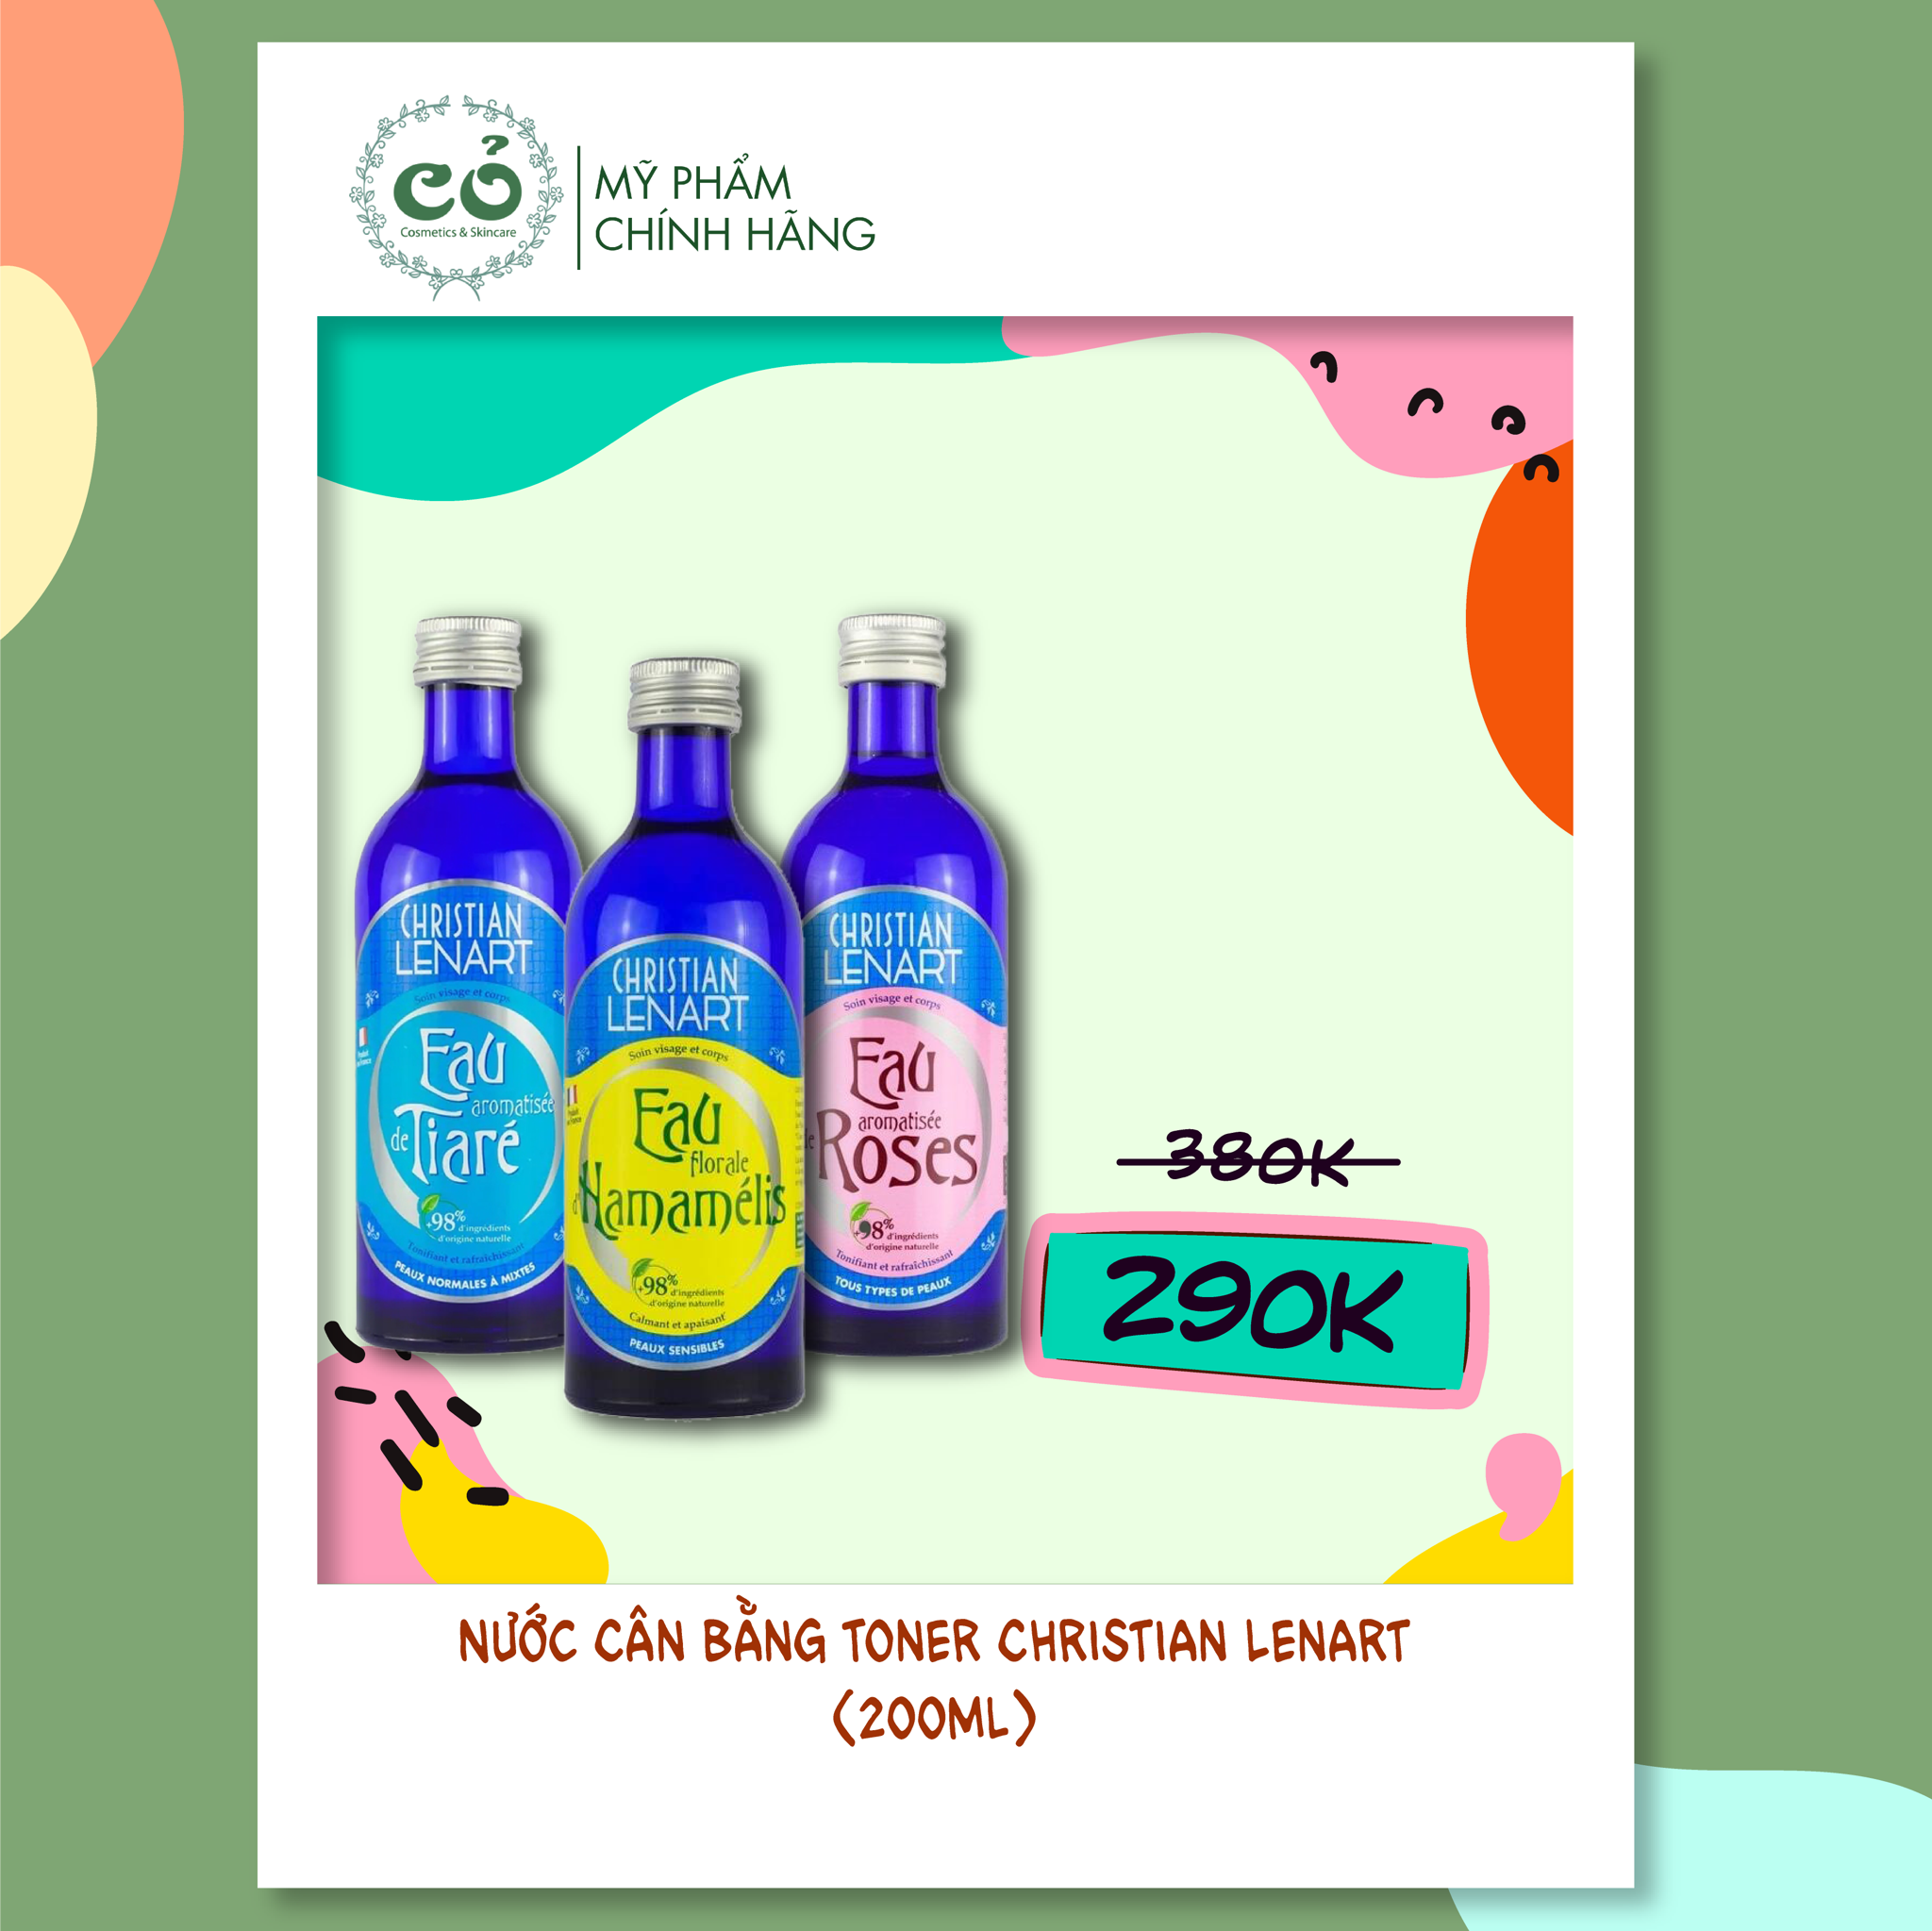 CỎ
Cosmetics & Skincare
MỸ PHẨM
CHÍNH HÃNG
CHRISTIAN
LENART
Soin visage et corps
Eau
aromatisée
de Tiaré
+98% d'ingrédients
d'origine naturelle
Tonifiant et rafraîchissant
PEAUX NORMALES À MIXTES
CHRISTIAN
LENART
Soin visage et corps
Eau
florale
d'Hamamélis
+98% d'ingrédients
d'origine naturelle
Calmant et apaisant
PEAUX SENSIBLES
CHRISTIAN
LENART
Soin visage et corps
Eau
aromatisée
Roses
+98% d'ingrédients
d'origine naturelle
Tonifiant et rafraîchissant
TOUS TYPES DE PEAUX
380K
290K
NƯỚC CÂN BẰNG TONER CHRISTIAN LENART
(200ML)